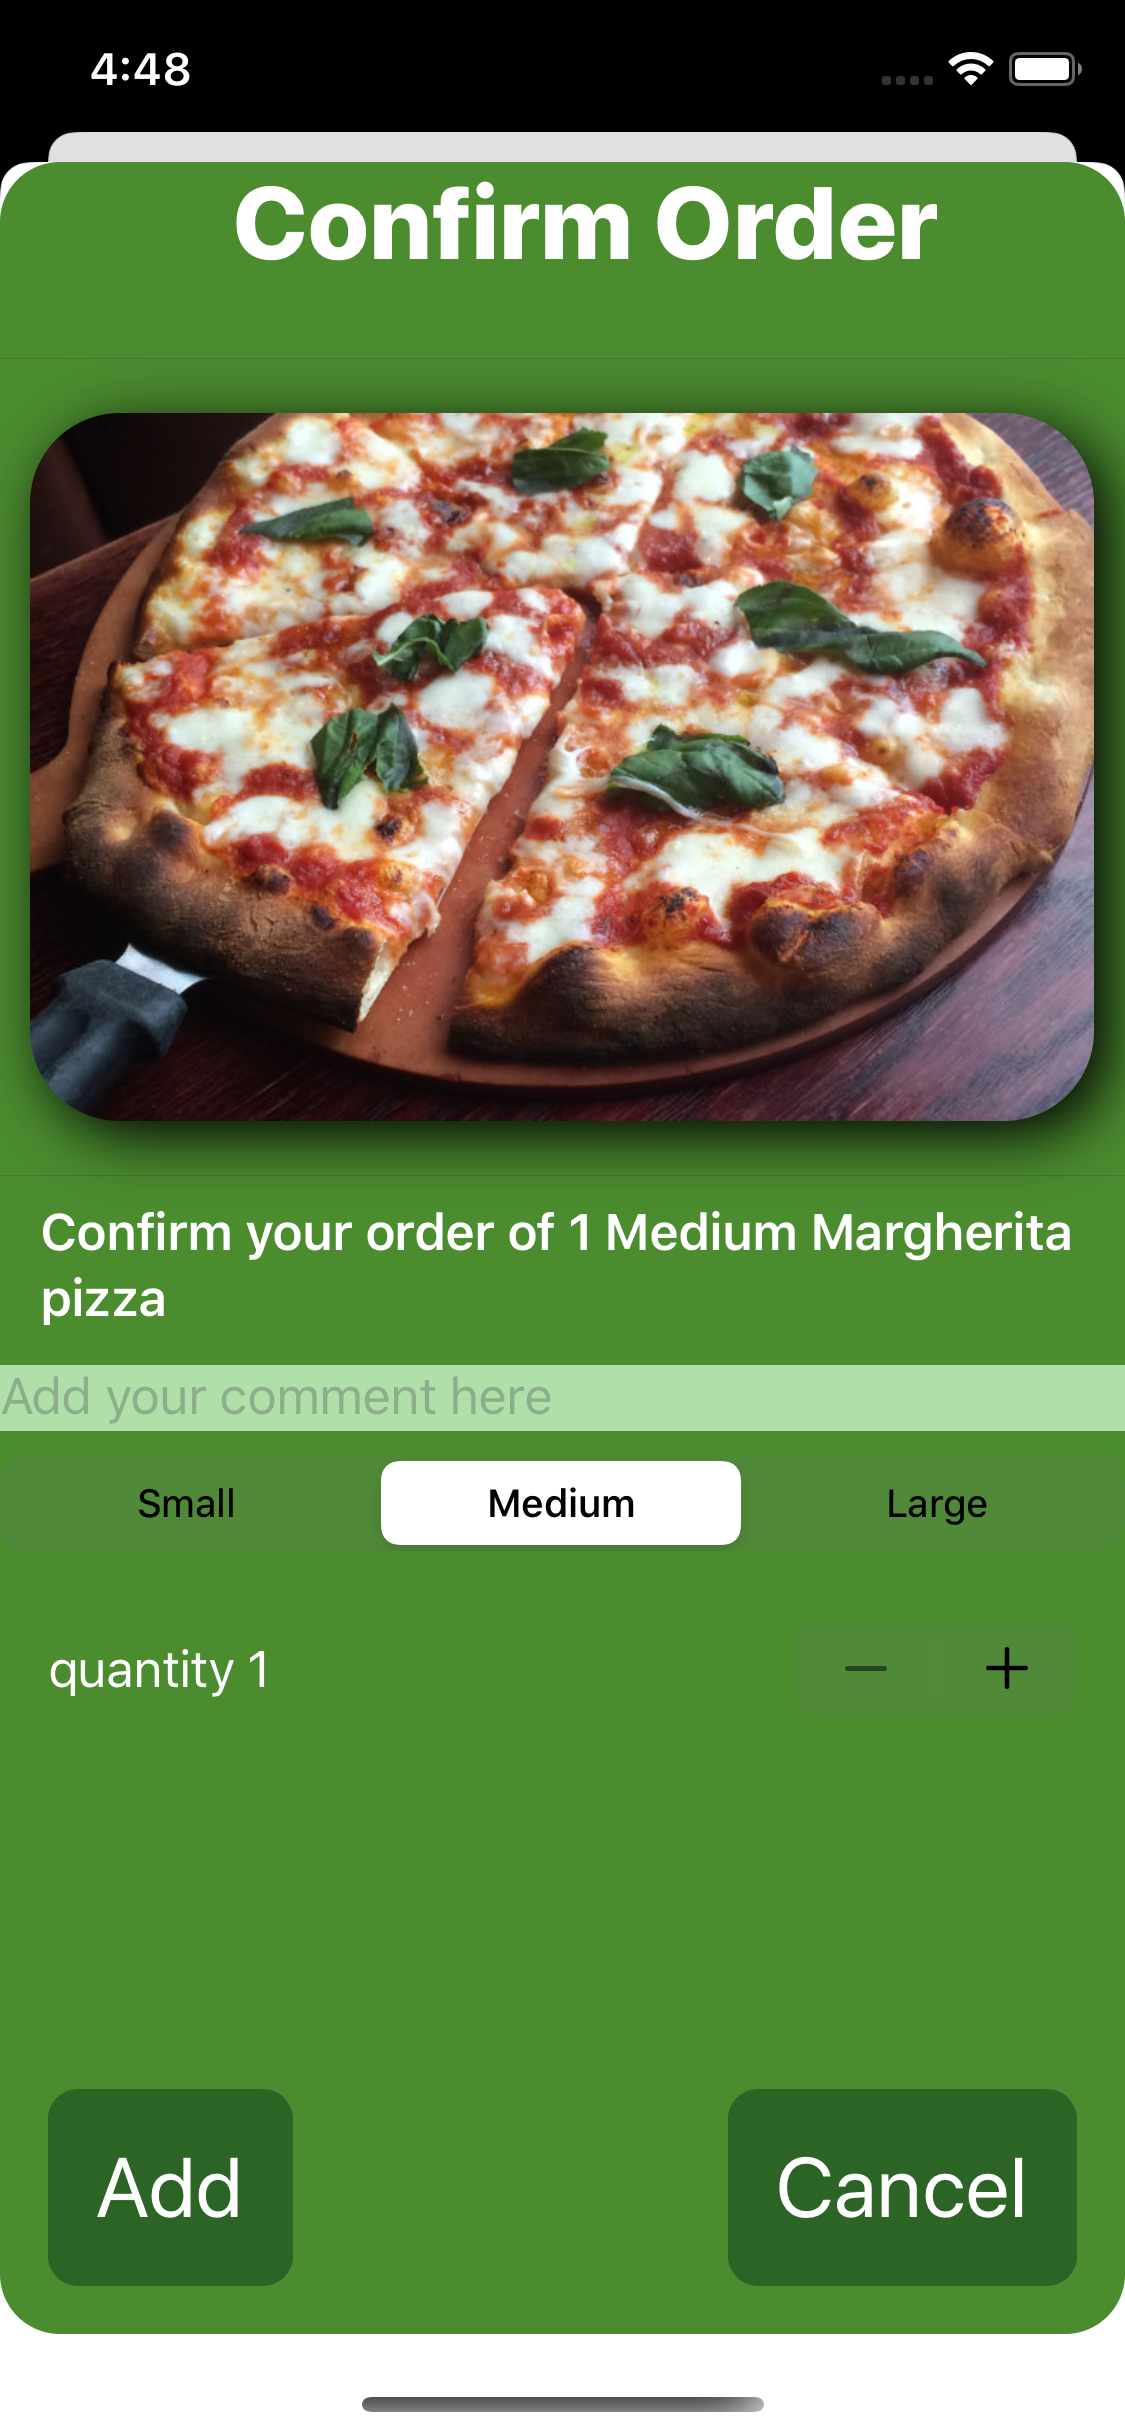 4:48
Confirm Order
Confirm your order of 1 Medium Margherita
pizza
Add your comment here
Small Medium Large
quantity 1
Add Cancel